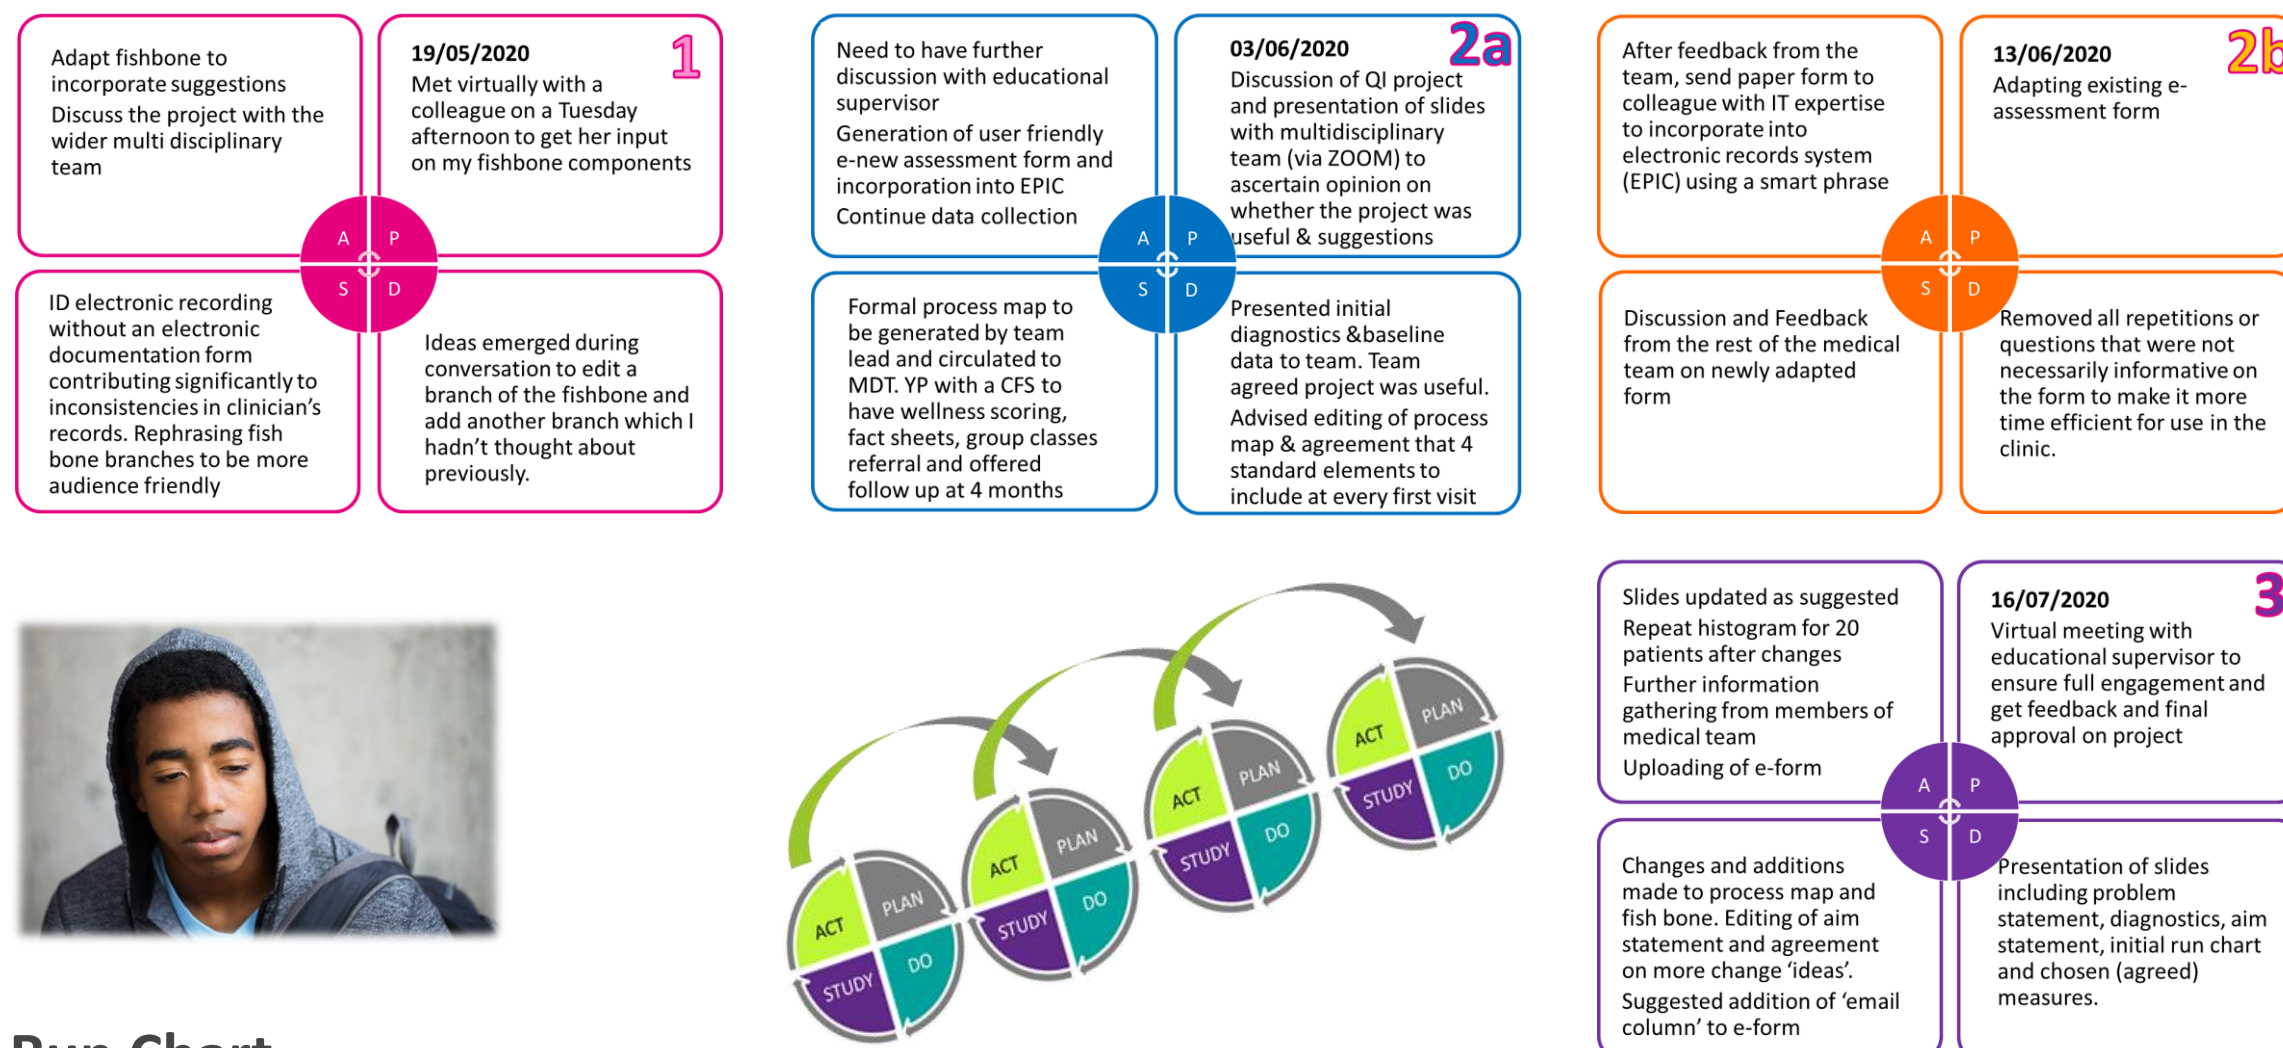 Adapt fishbone to
incorporate suggestions
Discuss the project with the
wider multi disciplinary
team
19/05/2020
1
Met virtually with a
colleague on a Tuesday
afternoon to get her input
on my fishbone components
A
P
S
D
ID electronic recording
without an electronic
documentation form
contributing significantly to
inconsistencies in clinician's
records. Rephrasing fish
bone branches to be more
audience friendly
Ideas emerged during
conversation to edit a
branch of the fishbone and
add another branch which I
hadn't thought about
previously.
Need to have further
discussion with educational
supervisor
Generation of user friendly
e-new assessment form and
incorporation into EPIC
Continue data collection
03/06/2020
2a
Discussion of QI project
and presentation of slides
with multidisciplinary
team (via ZOOM) to
ascertain opinion on
whether the project was
useful & suggestions
A
P
S
D
Formal process map to
be generated by team
lead and circulated to
MDT. YP with a CFS to
have wellness scoring,
fact sheets, group classes
referral and offered
follow up at 4 months
Presented initial
diagnostics &baseline
data to team. Team
agreed project was useful.
Advised editing of process
map & agreement that 4
standard elements to
include at every first visit
After feedback from the
team, send paper form to
colleague with IT expertise
to incorporate into
electronic records system
(EPIC) using a smart phrase
13/06/2020
2b
Adapting existing e-
assessment form
A
P
S
D
Discussion and Feedback
from the rest of the medical
team on newly adapted
form
Removed all repetitions or
questions that were not
necessarily informative on
the form to make it more
time efficient for use in the
clinic.
ACT
PLAN
STUDY
DO
ACT
PLAN
STUDY
DO
ACT
PLAN
STUDY
DO
ACT
PLAN
STUDY
DO
Slides updated as suggested
Repeat histogram for 20
patients after changes
Further information
gathering from members of
medical team
Uploading of e-form
16/07/2020
3
Virtual meeting with
educational supervisor to
ensure full engagement and
get feedback and final
approval on project
A
P
S
D
Changes and additions
made to process map and
fish bone. Editing of aim
statement and agreement
on more change 'ideas'.
Suggested addition of 'email
column' to e-form
Presentation of slides
including problem
statement, diagnostics, aim
statement, initial run chart
and chosen (agreed)
measures.
Run Chart